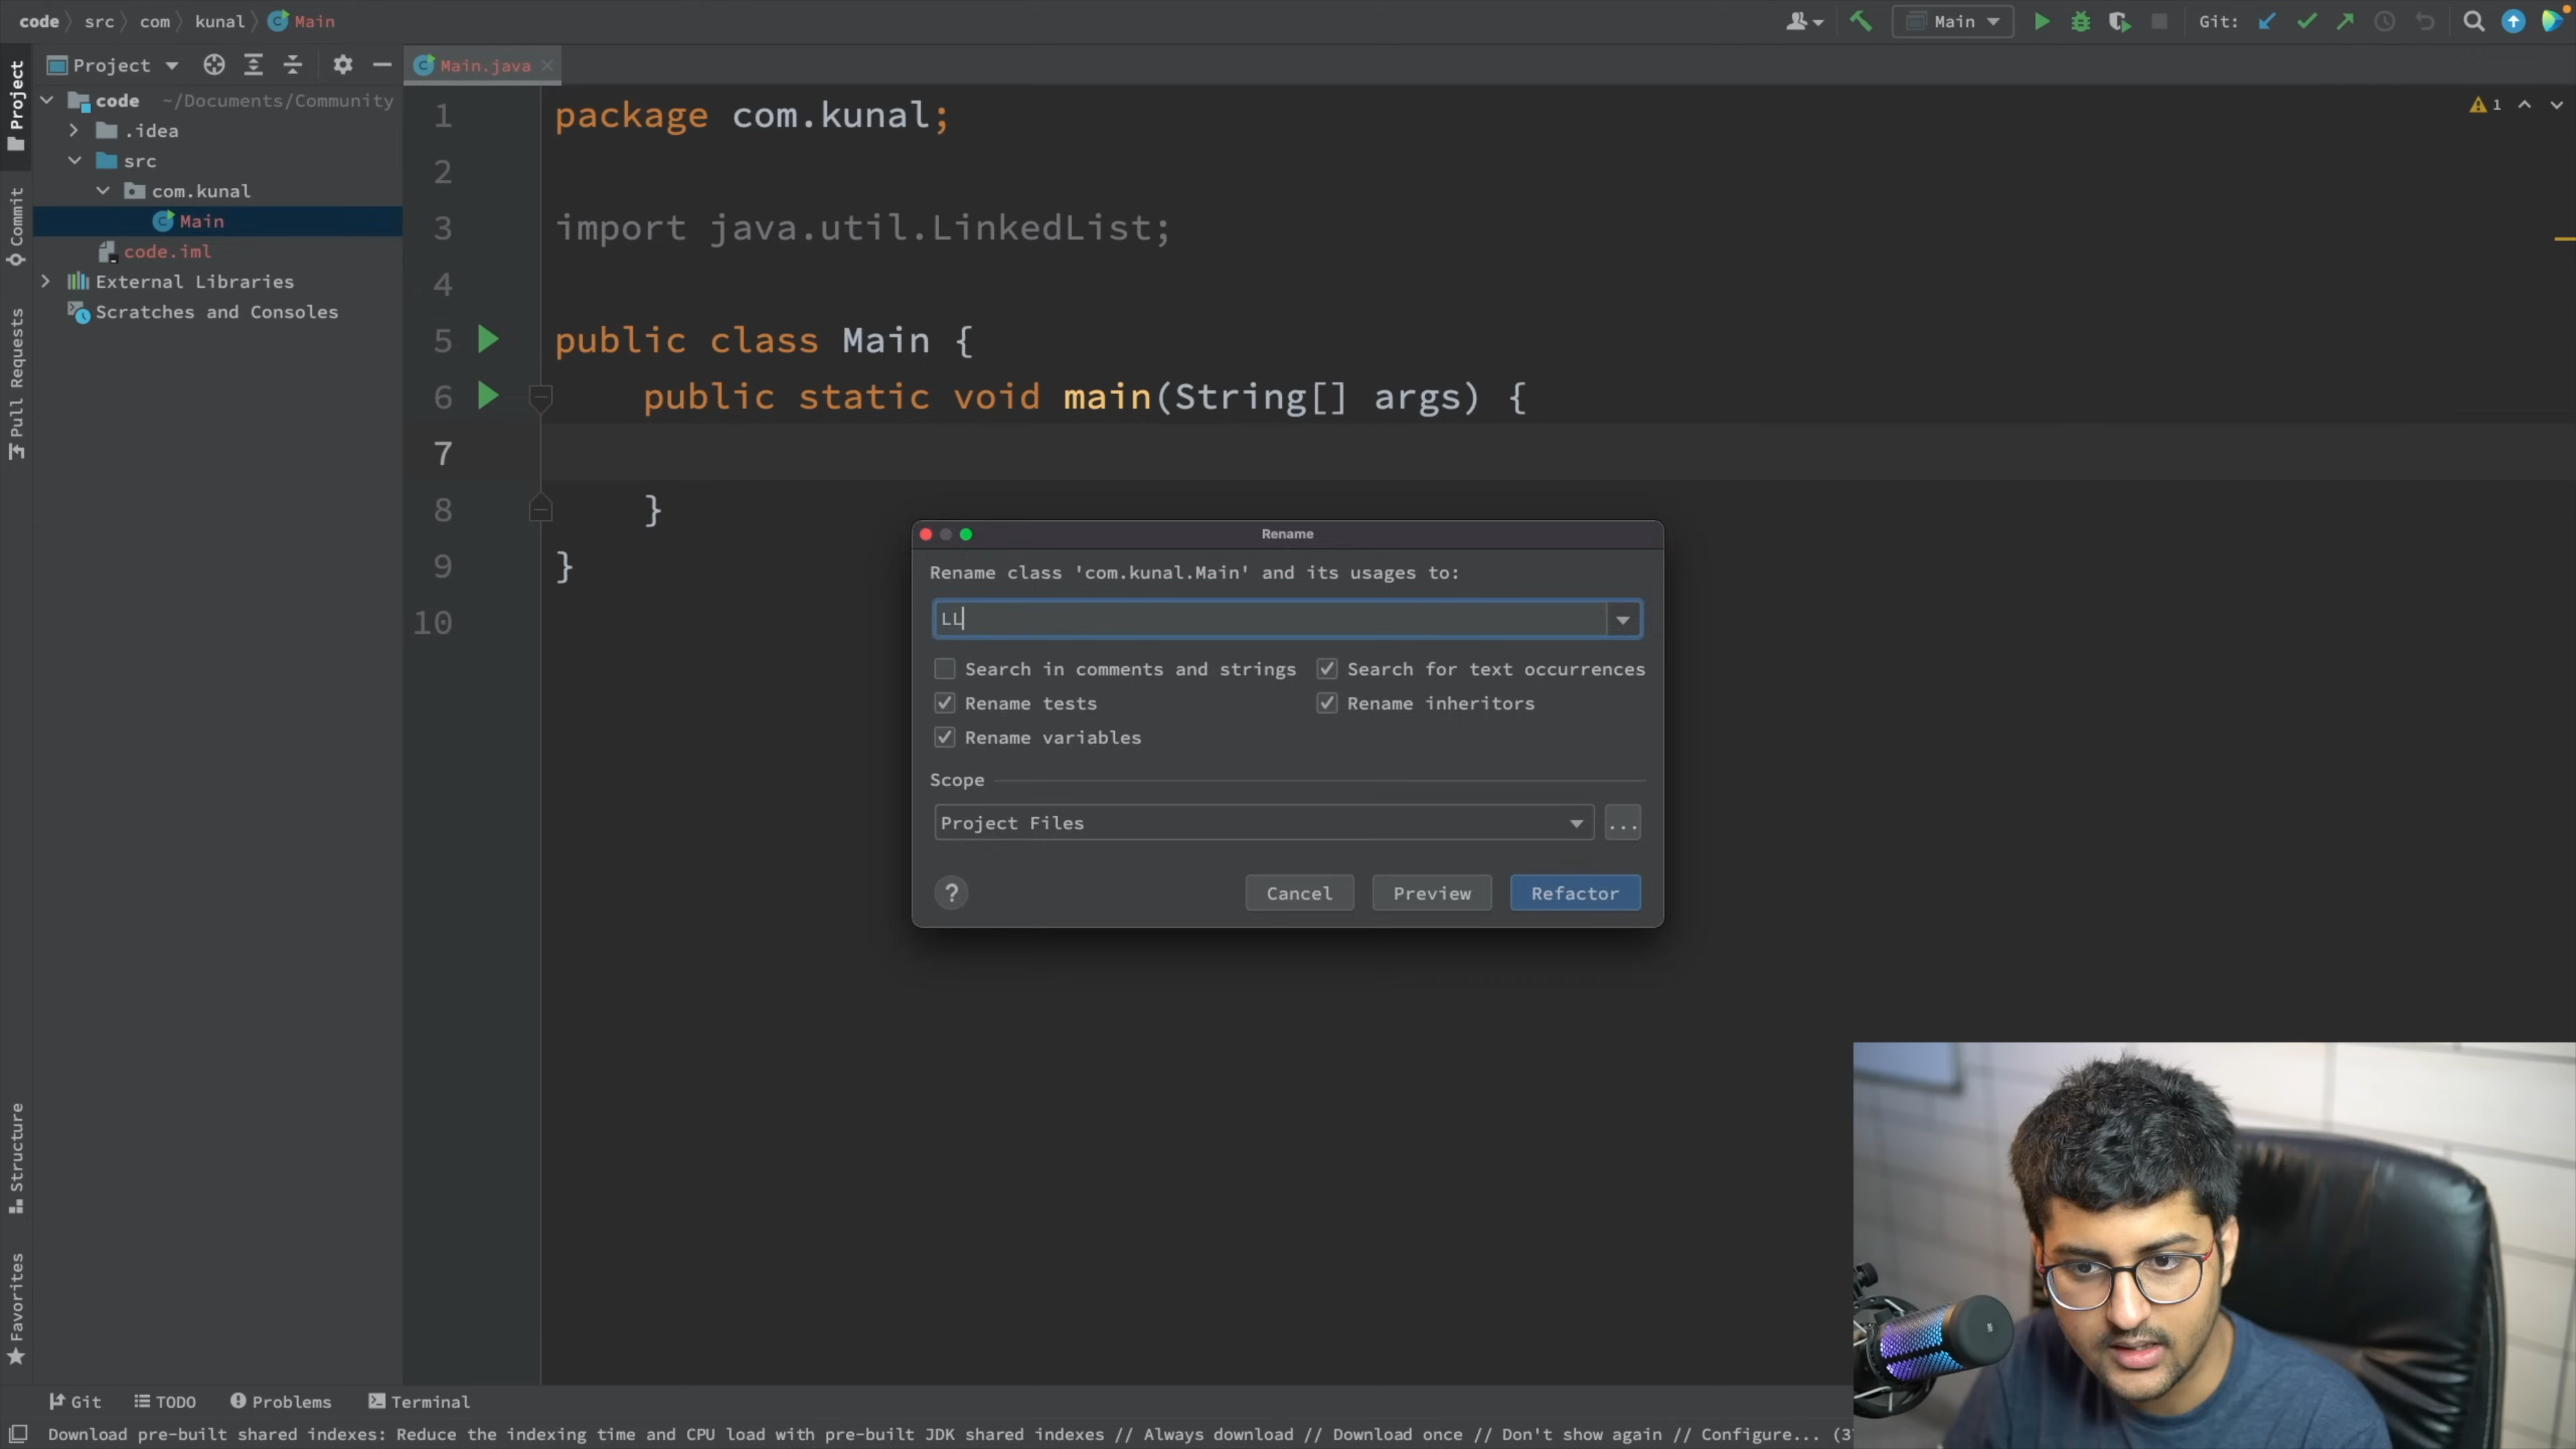 code src com kunal Main
Main
Git:
Project
Main.java
Project
Commit
Pull Requests
Structure
Favorites
code ~/Documents/Community
.idea
src
com.kunal
Main
code.iml
External Libraries
Scratches and Consoles
1 package com.kunal;
2
3 import java.util.LinkedList;
4
5 public class Main {
6 public static void main(String[] args) {
7
8 }
9 }
10
1
Rename
Rename class 'com.kunal.Main' and its usages to:
LL
Search in comments and strings Search for text occurrences
Rename tests Rename inheritors
Rename variables
Scope
Project Files ...
? Cancel Preview Refactor
Git TODO Problems Terminal
Download pre-built shared indexes: Reduce the indexing time and CPU load with pre-built JDK shared indexes // Always download // Download once // Don't show again // Configure...